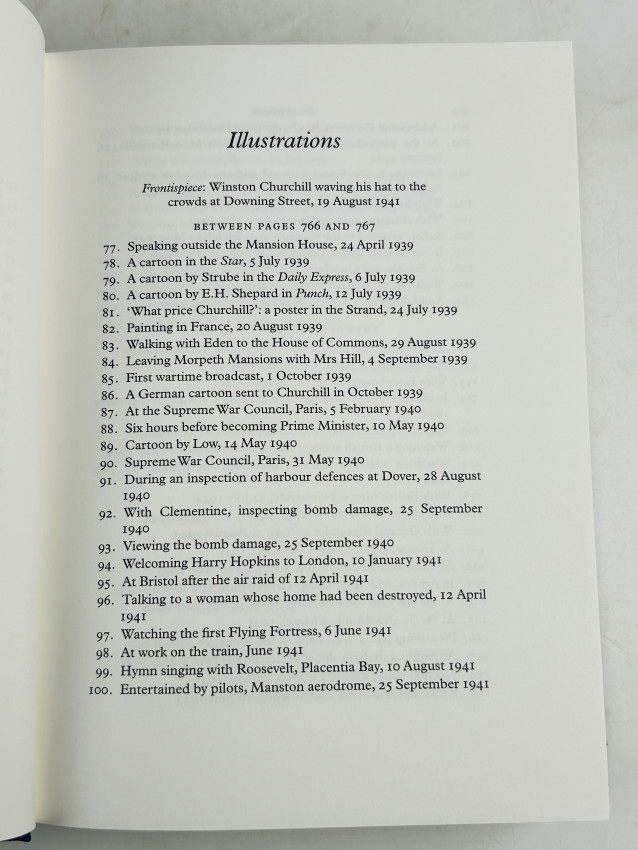 Illustrations
Frontispiece: Winston Churchill waving his hat to the
crowds at Downing Street, 19 August 1941
BETWEEN PAGES 766 AND 767
77. Speaking outside the Mansion House, 24 April 1939
78. A cartoon in the Star, 5 July 1939
79. A cartoon by Strube in the Daily Express, 6 July 1939
80. A cartoon by E.H. Shepard in Punch, 12 July 1939
81. ‘What price Churchill?’: a poster in the Strand, 24 July 1939
82. Painting in France, 20 August 1939
83. Walking with Eden to the House of Commons, 29 August 1939
84. Leaving Morpeth Mansions with Mrs Hill, 4 September 1939
85. First wartime broadcast, 1 October 1939
86. A German cartoon sent to Churchill in October 1939
87. At the Supreme War Council, Paris, 5 February 1940
88. Six hours before becoming Prime Minister, 10 May 1940
89. Cartoon by Low, 14 May 1940
90. Supreme War Council, Paris, 31 May 1940
91. During an inspection of harbour defences at Dover, 28 August
1940
92. With Clementine, inspecting bomb damage, 25 September
1940
93. Viewing the bomb damage, 25 September 1940
94. Welcoming Harry Hopkins to London, 10 January 1941
95. At Bristol after the air raid of 12 April 1941
96. Talking to a woman whose home had been destroyed, 12 April
1941
97. Watching the first Flying Fortress, 6 June 1941
98. At work on the train, June 1941
99. Hymn singing with Roosevelt, Placentia Bay, 10 August 1941
100. Entertained by pilots, Manston aerodrome, 25 September 1941